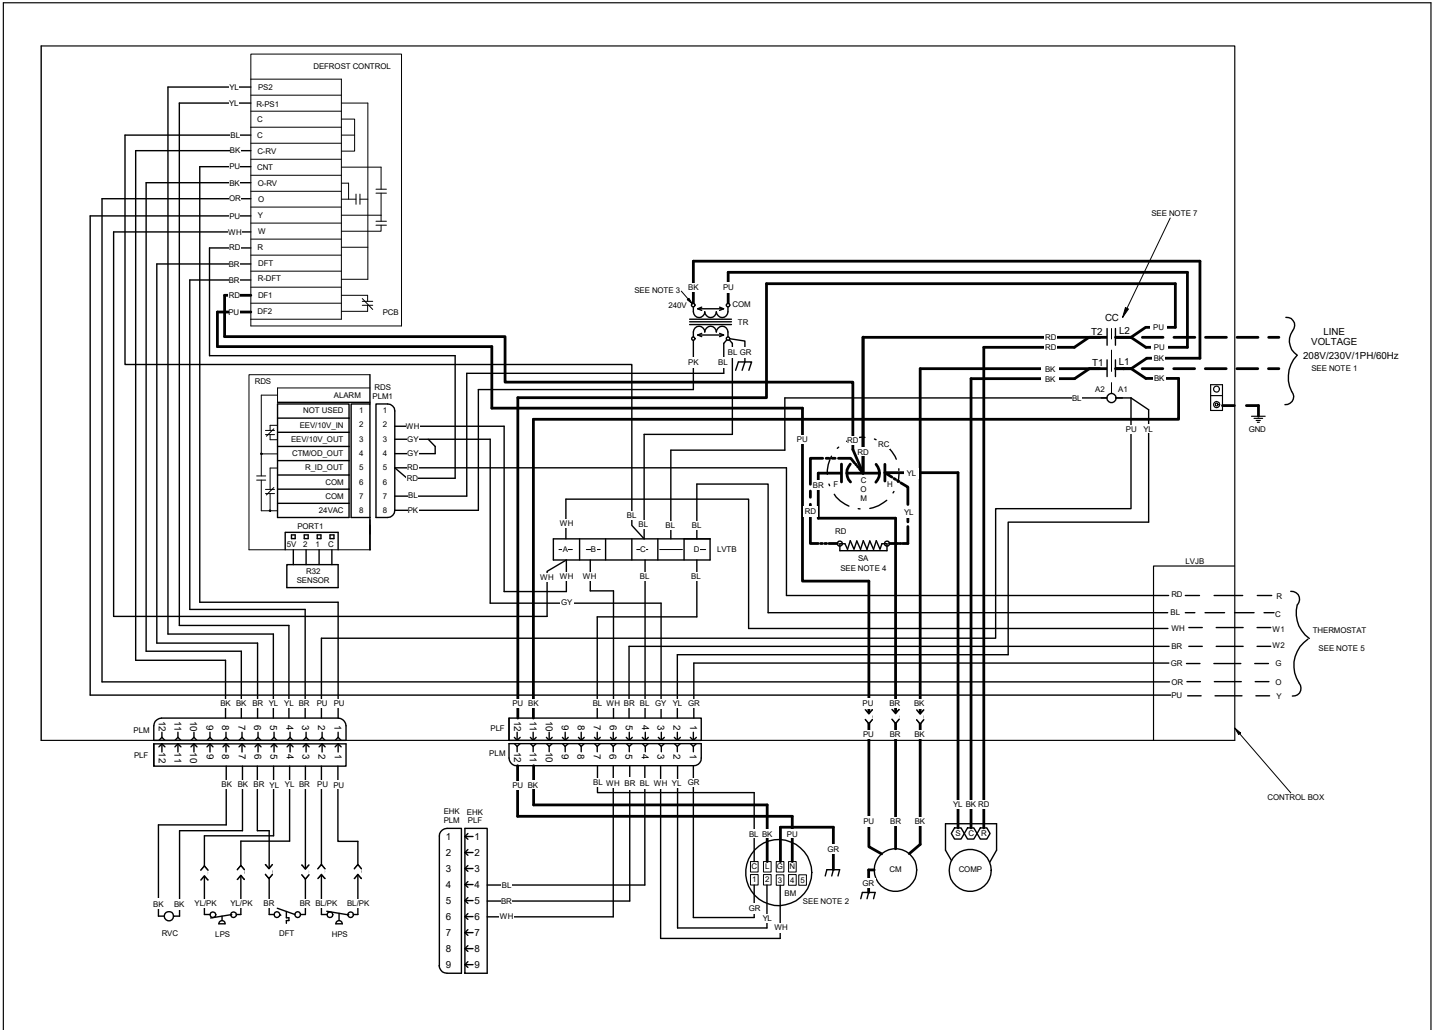 DEFROST CONTROL
YL PS2
YL R-PS1
C
BL C
BK C-RV
PU CNT
BK O-RV
OR O
PU Y
WH W
RD R
BR DFT
BR R-DFT
RD DF1
PU DF2
PCB
SEE NOTE 7
SEE NOTE 3
BK PU
240V COM
TR
PK BL BL GR
CC
RD T2 L2 PU
RD PU
BK T1 L1 BK
BK BK
BL A2 A1
PU YL
LINE
VOLTAGE
208V/230V/1PH/60Hz
SEE NOTE 1
GND
RDS RDS
PLM1
ALARM
NOT USED 1 1
EEV/10V_IN 2 2 WH
EEV/10V_OUT 3 3 GY
CTM/OD_OUT 4 4 GY
R_ID_OUT 5 5 RD
COM 6 6 RD
COM 7 7 BL
24VAC 8 8 PK
PORT1
5V 2 1 C
R32
SENSOR
PU RD RC
RD
BR F C O M H YL
RD YL
RD
SA
SEE NOTE 4
WH BL BL BL BL
-A- -B- -C- D- LVTB
WH WH WH BL BL
GY
LVJB
RD R
BL C
WH W1
BR W2
GR G
OR O
PU Y
THERMOSTAT
SEE NOTE 5
CONTROL BOX
BK BK BR YL YL BR PU PU
PLM 12 11 10 9 8 7 6 5 4 3 2 1
PLF 12 11 10 9 8 7 6 5 4 3 2 1
BK BK BR YL YL BR PU PU
BK BK YL/PK YL/PK BR BR BL/PK BL/PK
RVC LPS DFT HPS
PU BK BL WH BR BL GY YL GR
PLF 12 11 10 9 8 7 6 5 4 3 2 1
PLM 12 11 10 9 8 7 6 5 4 3 2 1
PU BK BL WH BR BL WH YL GR
EHK EHK
PLM PLF
1 1
2 2
3 3
4 4 BL
5 5 BR
6 6 WH
7 7
8 8
9 9
BL BK PU
GR
C L G N
1 2 3 4 5
BM
SEE NOTE 2
GR YL WH
PU BR BK
PU BR BK
PU BR BK
CM
GR
YL BK RD
S C R
COMP